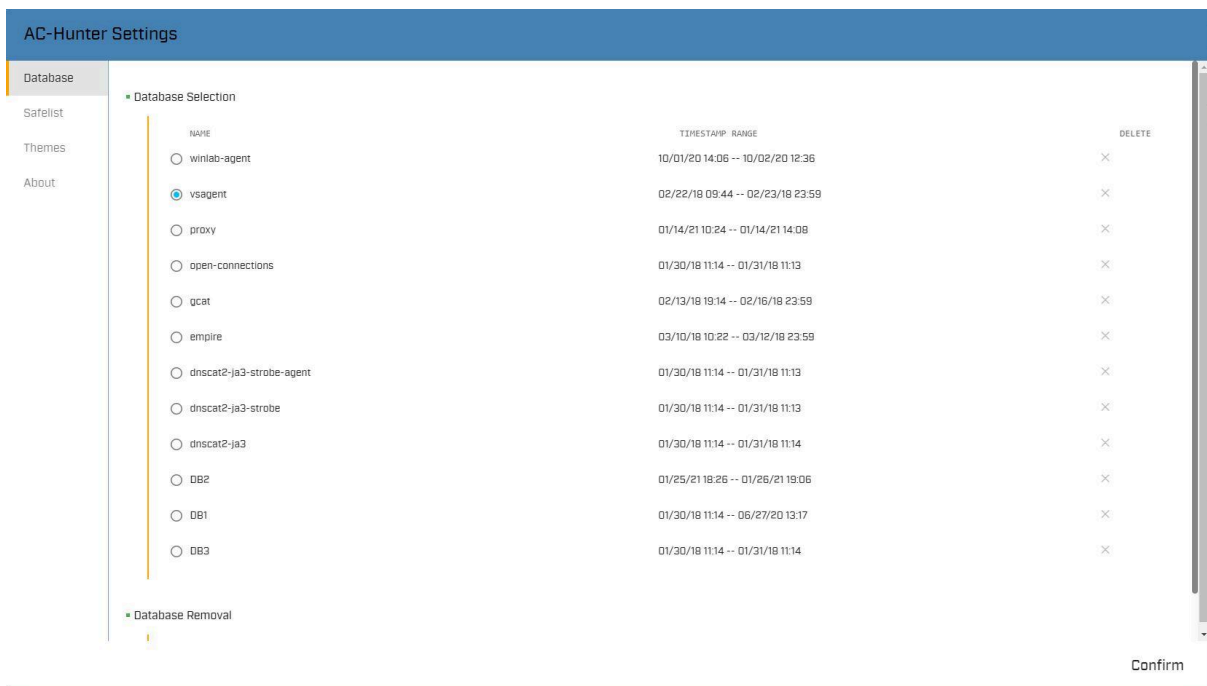 AC-Hunter Settings
Database
Safelist
Themes
About
Database Selection
NAME TIMESTAMP RANGE DELETE
winlab-agent 10/01/20 14:06 -- 10/02/20 12:36
vsagent 02/22/18 09:44 -- 02/23/18 23:59
proxy 01/14/21 10:24 -- 01/14/21 14:08
open-connections 01/30/18 11:14 -- 01/31/18 11:13
gcat 02/13/18 19:14 -- 02/16/18 23:59
empire 03/10/18 10:22 -- 03/12/18 23:59
dnscat2-ja3-strobe-agent 01/30/18 11:14 -- 01/31/18 11:13
dnscat2-ja3-strobe 01/30/18 11:14 -- 01/31/18 11:13
dnscat2-ja3 01/30/18 11:14 -- 01/31/18 11:14
DB2 01/25/21 18:26 -- 01/26/21 19:06
DB1 01/30/18 11:14 -- 06/27/20 13:17
DB3 01/30/18 11:14 -- 01/31/18 11:14
Database Removal
Confirm